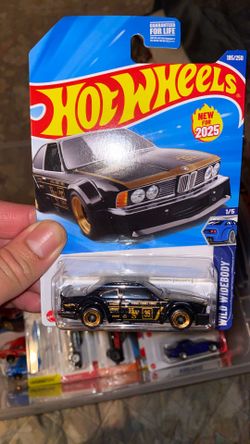 GUARANTEED
FOR LIFE
185/250
HOT WHEELS
NEW FOR
2025
1/5
WILD WIDEBODY